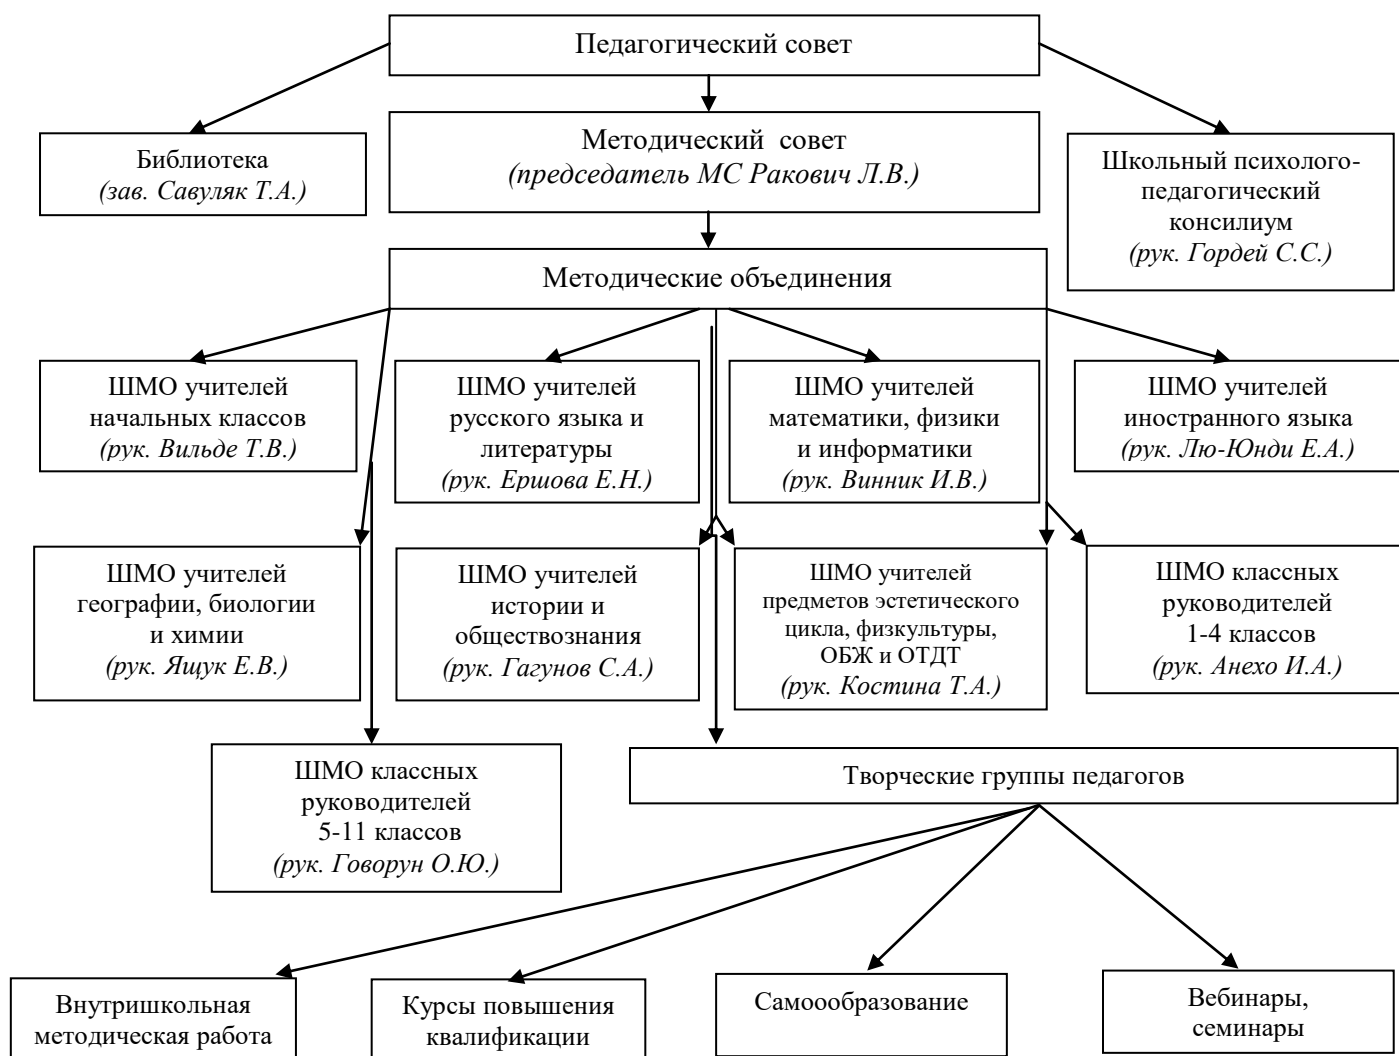 Педагогический совет
Библиотека
(зав. Савуляк Т.А.)
Методический совет
(председатель МС Ракович Л.В.)
Школьный психолого-
педагогический
консилиум
(рук. Гордей С.С.)
Методические объединения
ШМО учителей
начальных классов
(рук. Вильде Т.В.)
ШМО учителей
русского языка и
литературы
(рук. Ершова Е.Н.)
ШМО учителей
математики, физики
и информатики
(рук. Винник И.В.)
ШМО учителей
иностранного языка
(рук. Лю-Юнди Е.А.)
ШМО учителей
географии, биологии
и химии
(рук. Ящук Е.В.)
ШМО учителей
истории и
обществознания
(рук. Гагунов С.А.)
ШМО учителей
предметов эстетического
цикла, физкультуры,
ОБЖ и ОТДТ
(рук. Костина Т.А.)
ШМО классных
руководителей
1-4 классов
(рук. Анехо И.А.)
ШМО классных
руководителей
5-11 классов
(рук. Говорун О.Ю.)
Творческие группы педагогов
Внутришкольная
методическая работа
Курсы повышения
квалификации
Самоообразование
Вебинары,
семинары